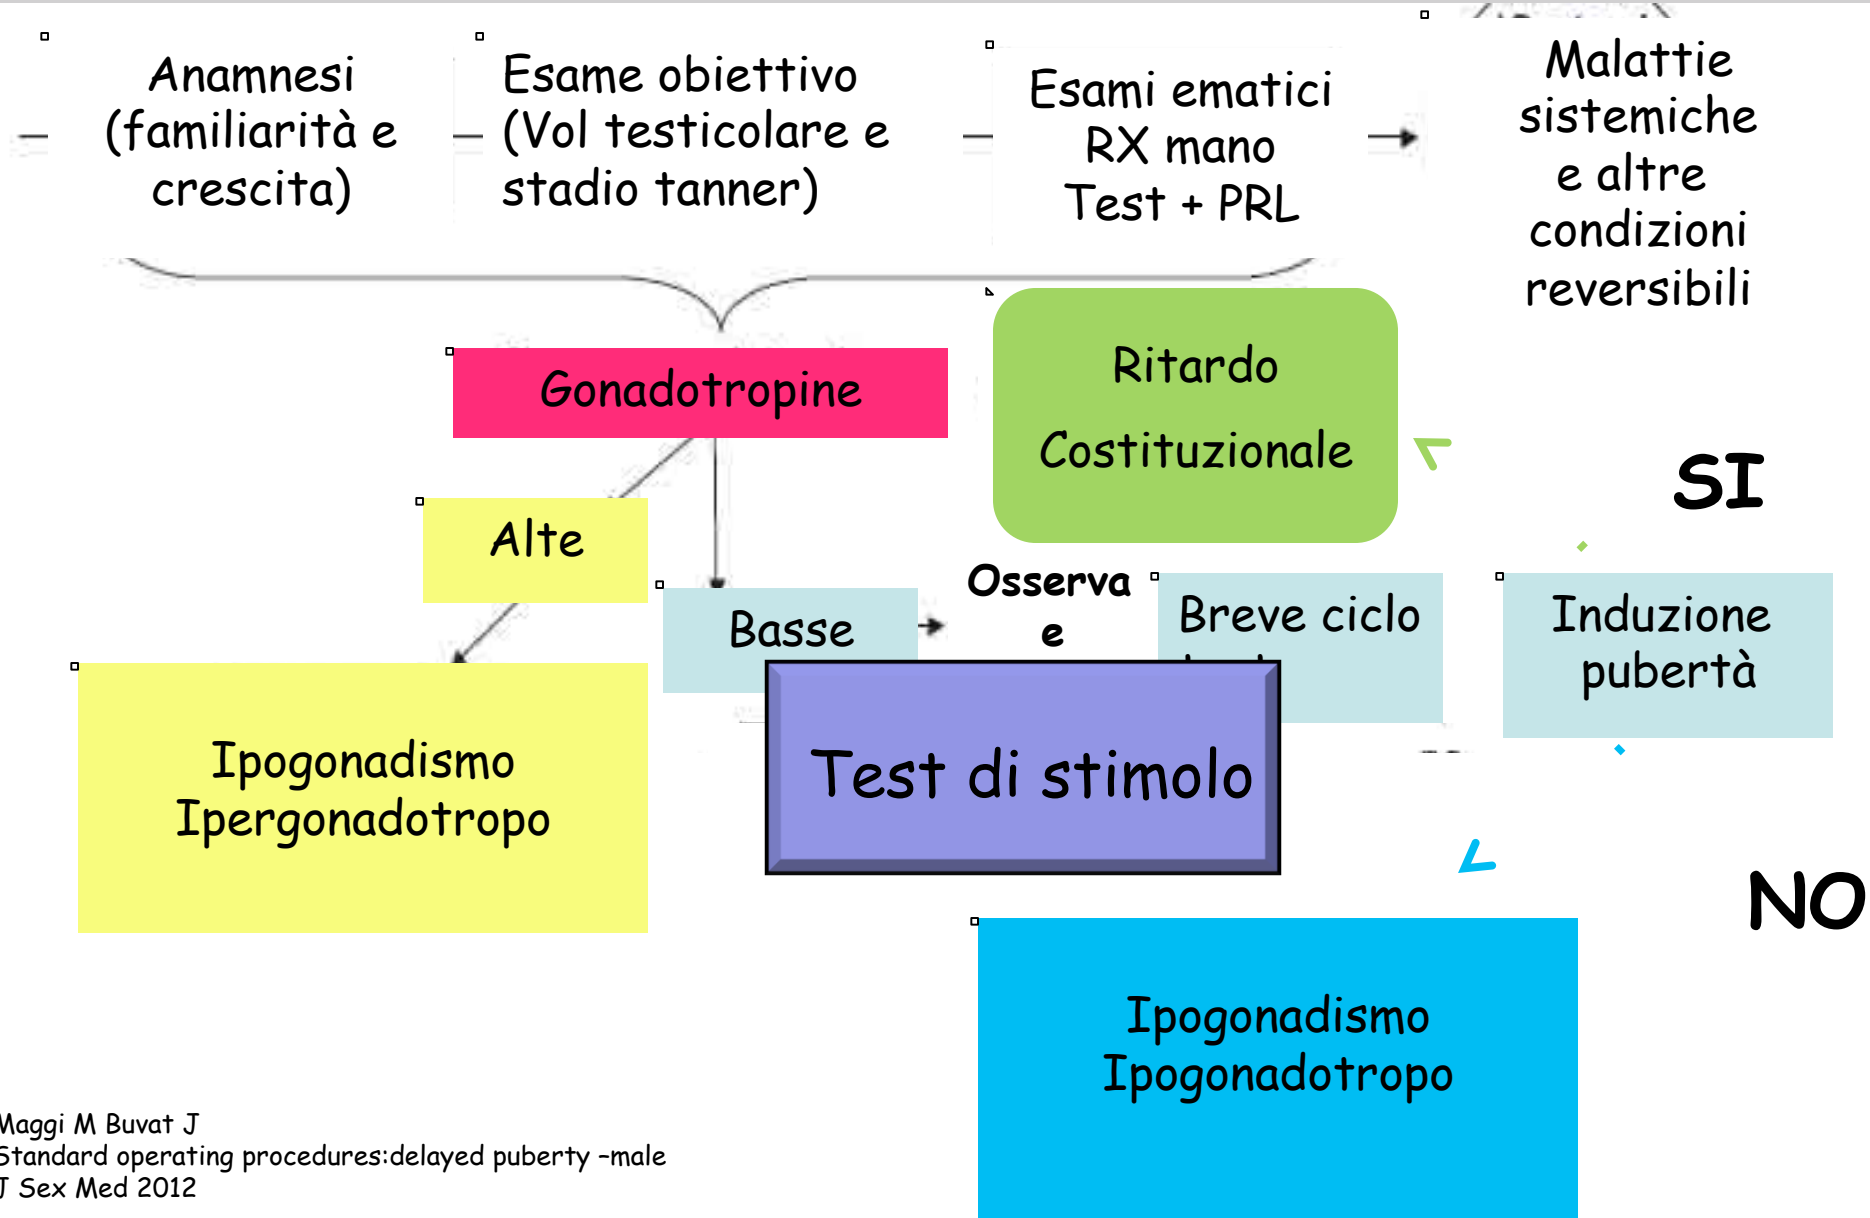 Anamnesi
(familiarità e
crescita)
Esame obiettivo
(Vol testicolare e
stadio tanner)
Esami ematici
RX mano
Test + PRL
Malattie
sistemiche
e altre
condizioni
reversibili
Gonadotropine
Ritardo
Costituzionale
SI
Alte
Basse
Osserva
e
Breve ciclo
Induzione
pubertà
Ipogonadismo
Ipergonadotropo
Test di stimolo
NO
Ipogonadismo
Ipogonadotropo
Maggi M Buvat J
Standard operating procedures:delayed puberty –male
J Sex Med 2012